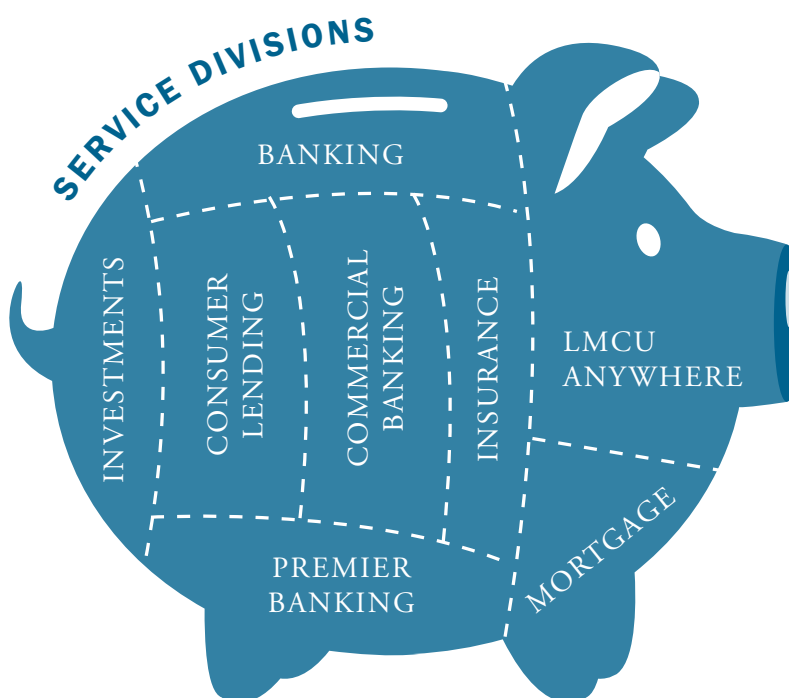 SERVICE DIVISIONS
BANKING
INVESTMENTS
CONSUMER
LENDING
COMMERCIAL
BANKING
INSURANCE
LMCU
ANYWHERE
PREMIER
BANKING
MORTGAGE